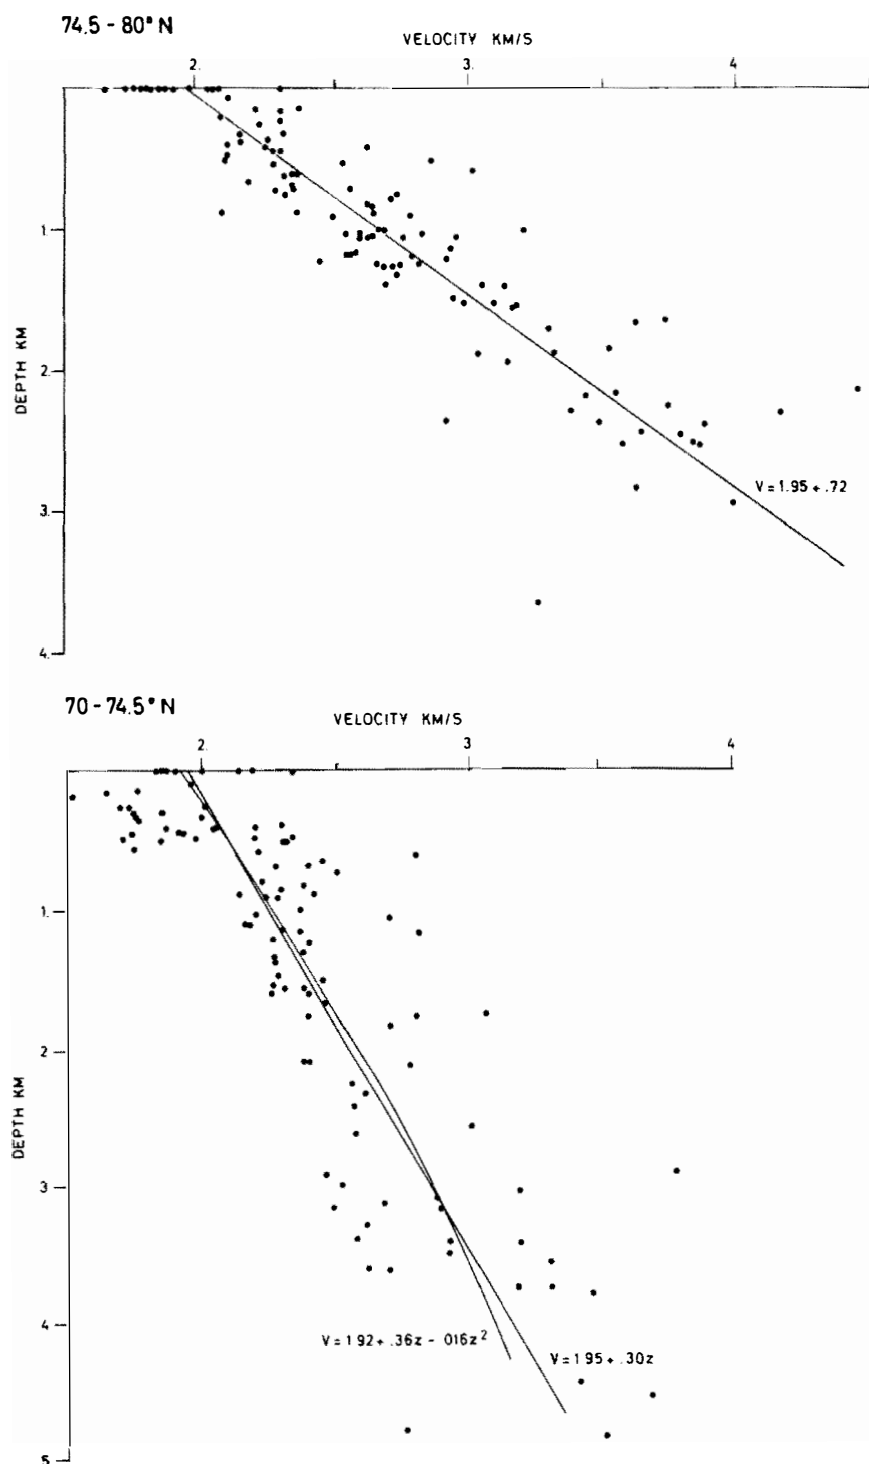 74.5 - 80° N
VELOCITY KM/S
2. 3. 4
1
2.
3.
4.
DEPTH KM
V = 1.95 + .72
70 - 74.5° N
VELOCITY KM/S
2. 3 4
1.
2
3
4
5
DEPTH KM
V = 1 92 + .36z - 016z²
V = 1.95 + .30z